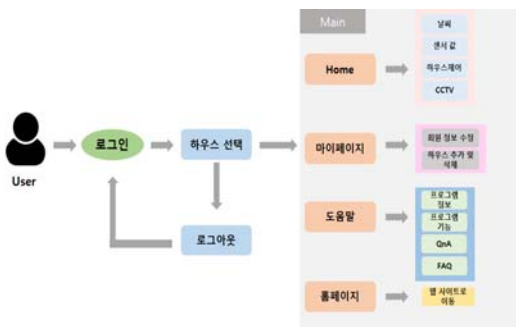 Main
날씨
센서 값
하우스제어
CCTV
Home
로그인
하우스 선택
마이페이지
회원 정보 수정
하우스 추가 및
삭제
User
로그아웃
도움말
프로그램
정보
프로그램
기능
QnA
FAQ
홈페이지
웹 사이트로
이동